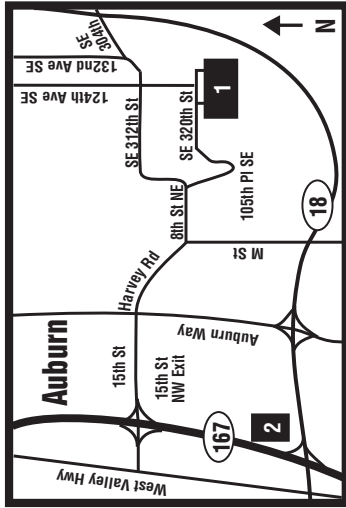 SE
304th
132nd Ave SE
124th Ave SE
SE 312th St
SE 320th St
1
N
105th Pl SE
8th St NE
18
M St
Harvey Rd
Auburn Way
Auburn
15th St
15th St
NW Exit
167
2
West Valley Hwy